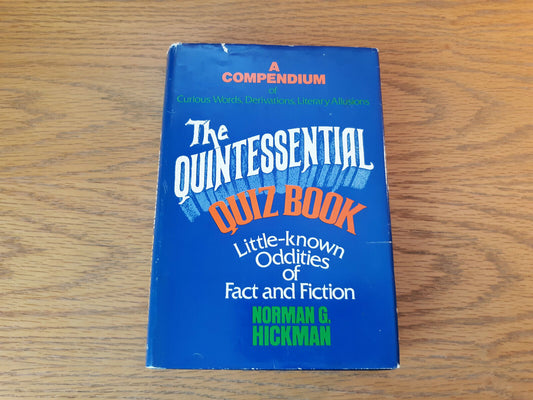 A
COMPENDIUM
of
Curious Words, Derivations, Literary Allusions
The
QUINTESSENTIAL
QUIZ BOOK
Little-known
Oddities
of
Fact and Fiction
NORMAN G.
HICKMAN